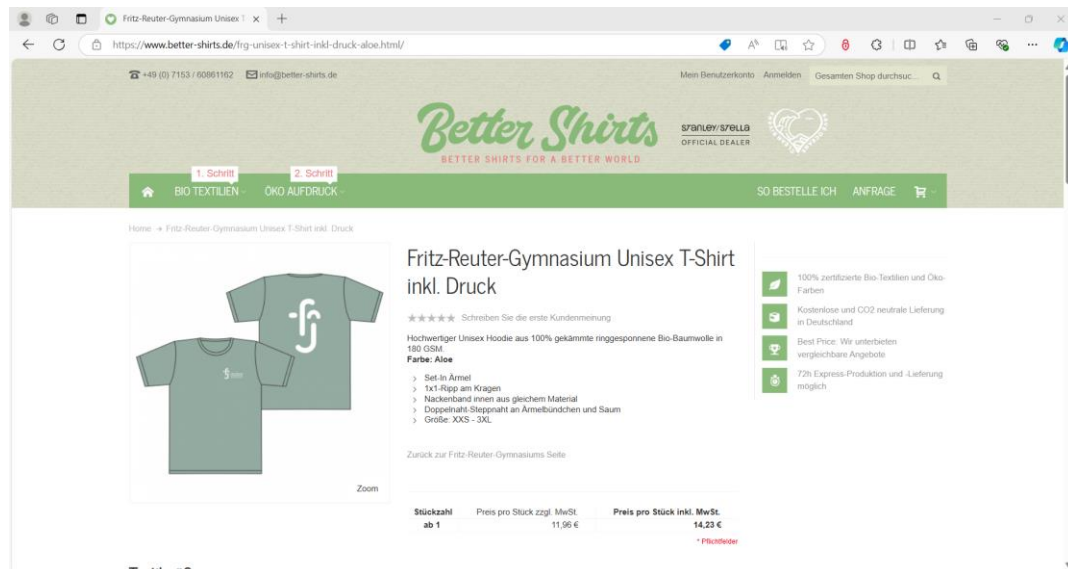 Fritz-Reuter-Gymnasium Unisex T
https://www.better-shirts.de/frg-unisex-t-shirt-inkl-druck-aloe.html/
+49 (0) 7153 / 60861162 info@better-shirts.de
Mein Benutzerkonto Anmelden Gesamten Shop durchsuc...
Better Shirts
BETTER SHIRTS FOR A BETTER WORLD
STANLEY/STELLA
OFFICIAL DEALER
1. Schritt 2. Schritt
BIO TEXTILIEN ÖKO AUFDRUCK SO BESTELLE ICH ANFRAGE
Home → Fritz-Reuter-Gymnasium Unisex T-Shirt inkl. Druck
Zoom
Fritz-Reuter-Gymnasium Unisex T-Shirt
inkl. Druck
Schreiben Sie die erste Kundenmeinung
Hochwertiger Unisex Hoodie aus 100% gekämmte ringgesponnene Bio-Baumwolle in
180 GSM.
Farbe: Aloe
> Set-In Ärmel
> 1x1-Ripp am Kragen
> Nackenband innen aus gleichem Material
> Doppelnaht-Steppnaht an Ärmelbündchen und Saum
> Größe: XXS - 3XL
Zurück zur Fritz-Reuter-Gymnasiums Seite
Stückzahl Preis pro Stück zzgl. MwSt. Preis pro Stück inkl. MwSt.
ab 1 11,96 € 14,23 €
* Pflichtfelder
100% zertifizierte Bio-Textilien und Öko-
Farben
Kostenlose und CO2 neutrale Lieferung
in Deutschland
Best Price: Wir unterbieten
vergleichbare Angebote
72h Express-Produktion und -Lieferung
möglich